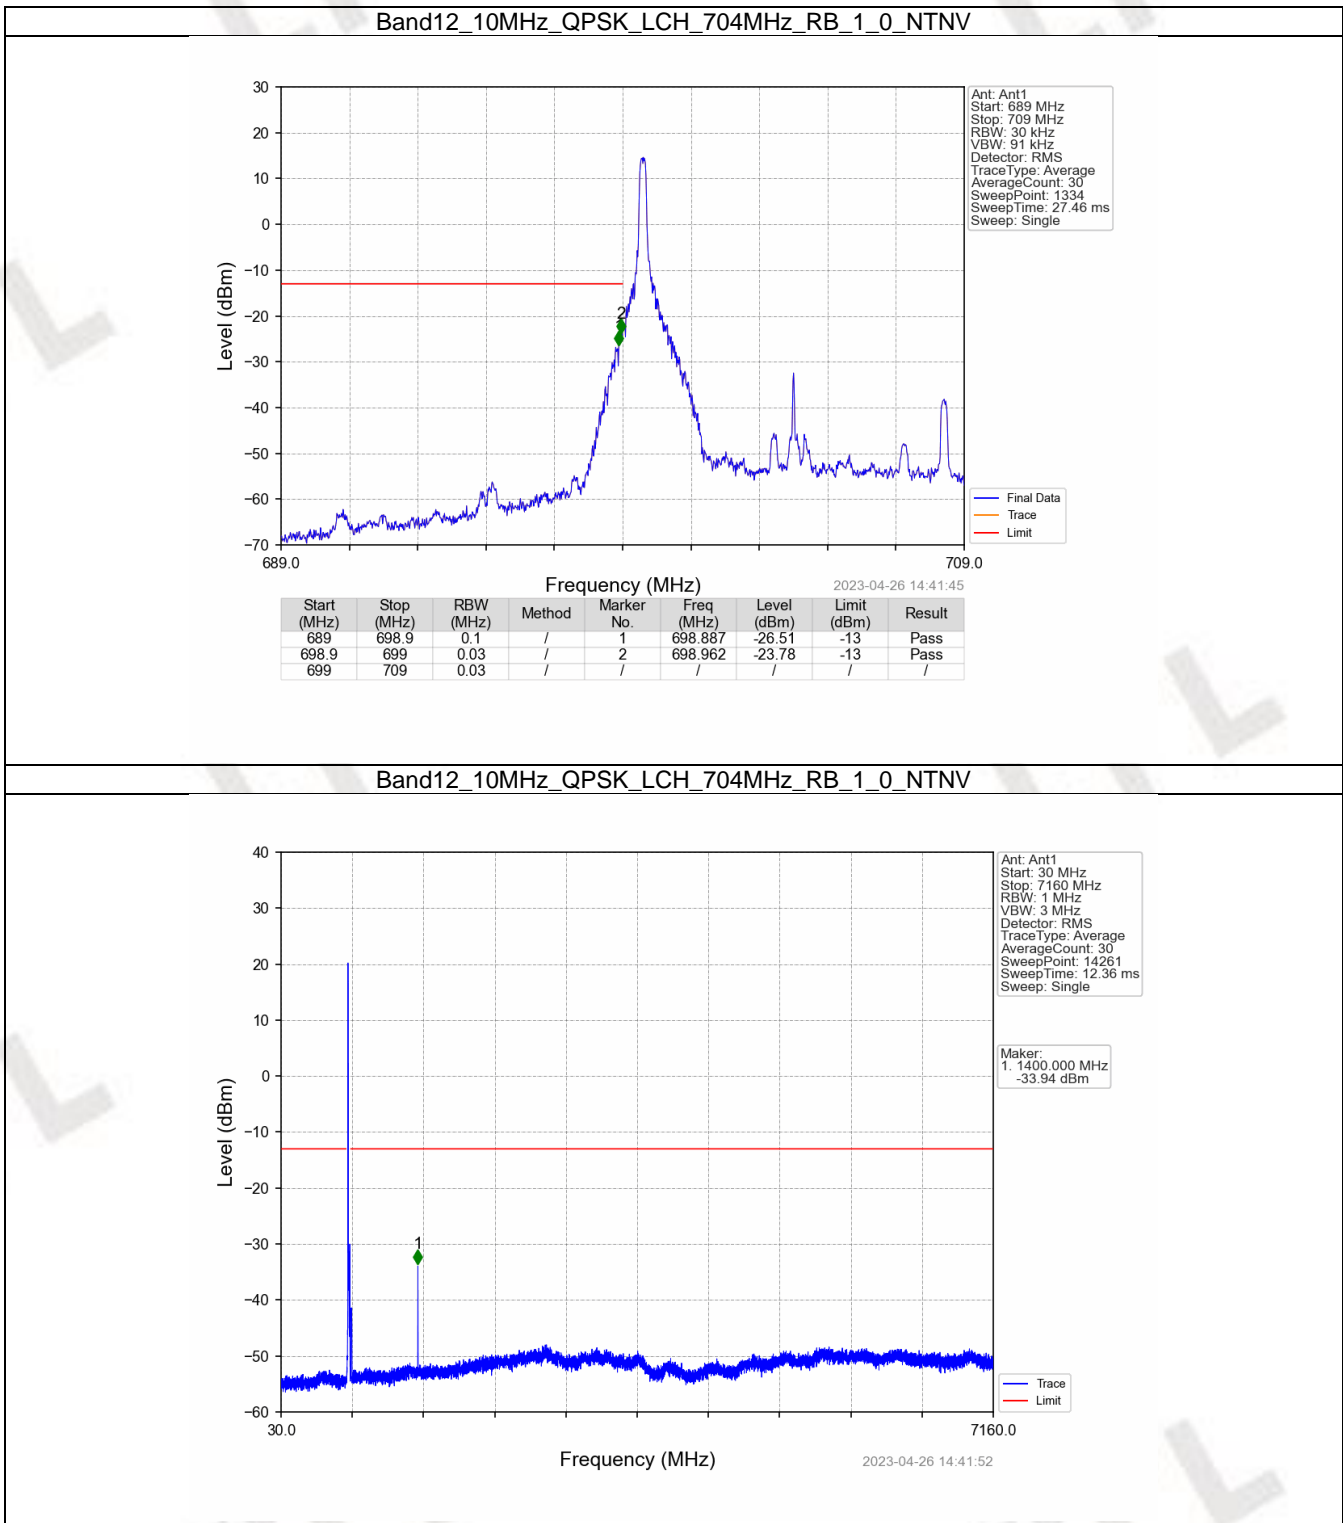 Band12_10MHz_QPSK_LCH_704MHz_RB_1_0_NTNV
30
20
10
0
−10
−20
−30
−40
−50
−60
−70
Level (dBm)
2
689.0
709.0
Frequency (MHz)
2023-04-26 14:41:45
Ant: Ant1
Start: 689 MHz
Stop: 709 MHz
RBW: 30 kHz
VBW: 91 kHz
Detector: RMS
TraceType: Average
AverageCount: 30
SweepPoint: 1334
SweepTime: 27.46 ms
Sweep: Single
Final Data
Trace
Limit
Start (MHz) Stop (MHz) RBW (MHz) Method Marker No. Freq (MHz) Level (dBm) Limit (dBm) Result
689 698.9 0.1 / 1 698.887 -26.51 -13 Pass
698.9 699 0.03 / 2 698.962 -23.78 -13 Pass
699 709 0.03 / / / / / /
Band12_10MHz_QPSK_LCH_704MHz_RB_1_0_NTNV
40
30
20
10
0
−10
−20
−30
−40
−50
−60
Level (dBm)
1
30.0
7160.0
Frequency (MHz)
2023-04-26 14:41:52
Ant: Ant1
Start: 30 MHz
Stop: 7160 MHz
RBW: 1 MHz
VBW: 3 MHz
Detector: RMS
TraceType: Average
AverageCount: 30
SweepPoint: 14261
SweepTime: 12.36 ms
Sweep: Single
Maker:
1. 1400.000 MHz
-33.94 dBm
Trace
Limit